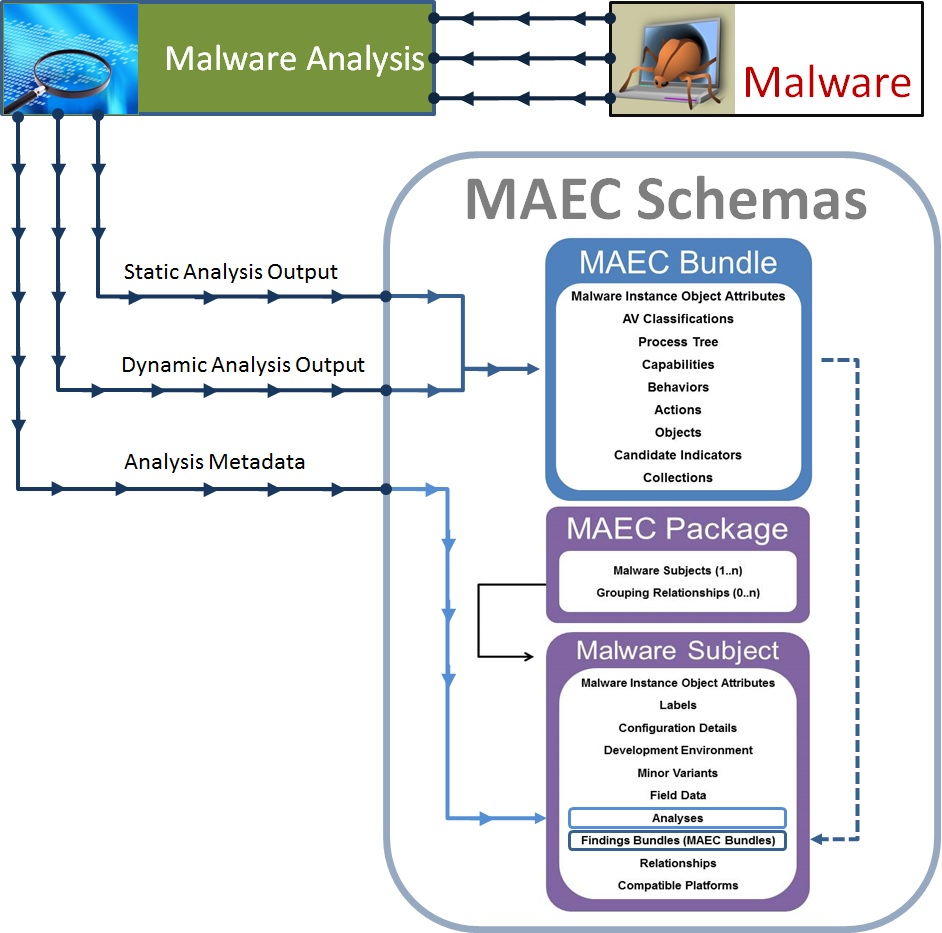 Malware Analysis
Malware
MAEC Schemas
Static Analysis Output
Dynamic Analysis Output
Analysis Metadata
MAEC Bundle
Malware Instance Object Attributes
AV Classifications
Process Tree
Capabilities
Behaviors
Actions
Objects
Candidate Indicators
Collections
MAEC Package
Malware Subjects (1..n)
Grouping Relationships (0..n)
Malware Subject
Malware Instance Object Attributes
Labels
Configuration Details
Development Environment
Minor Variants
Field Data
Analyses
Findings Bundles (MAEC Bundles)
Relationships
Compatible Platforms